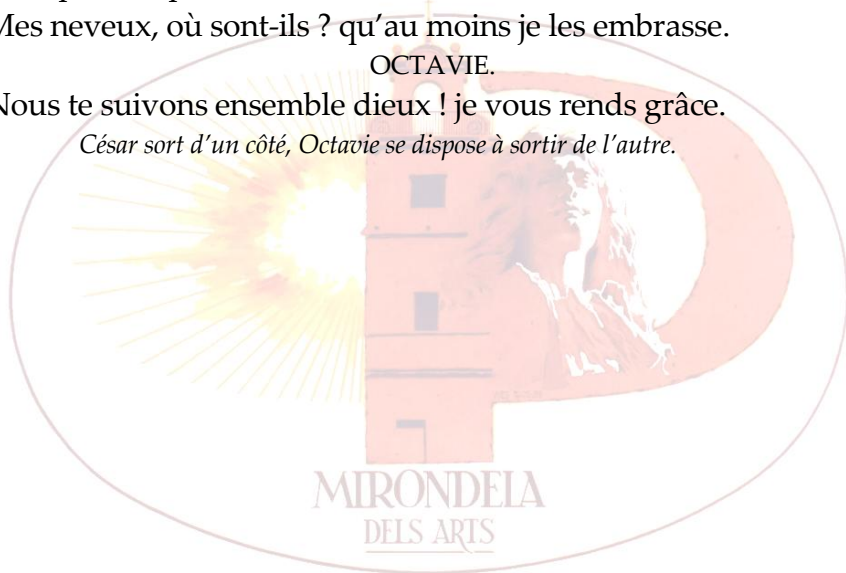 Mes neveux, où sont-ils ? qu’au moins je les embrasse.
OCTAVIE.
Nous te suivons ensemble dieux ! je vous rends grâce.
César sort d’un côté, Octavie se dispose à sortir de l’autre.
MIRONDELA
DELS ARTS